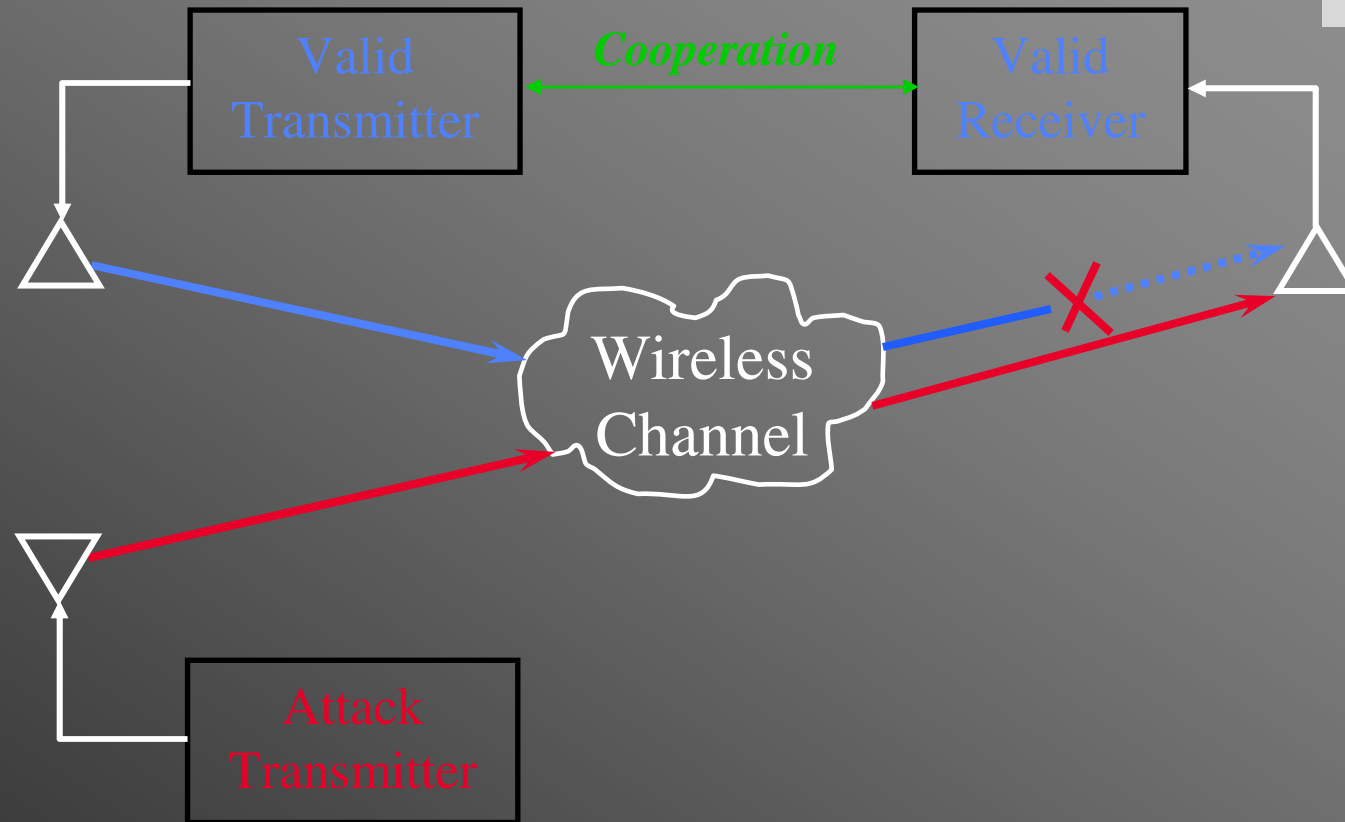 Valid
Transmitter
Cooperation
Valid
Receiver
Wireless
Channel
Attack
Transmitter